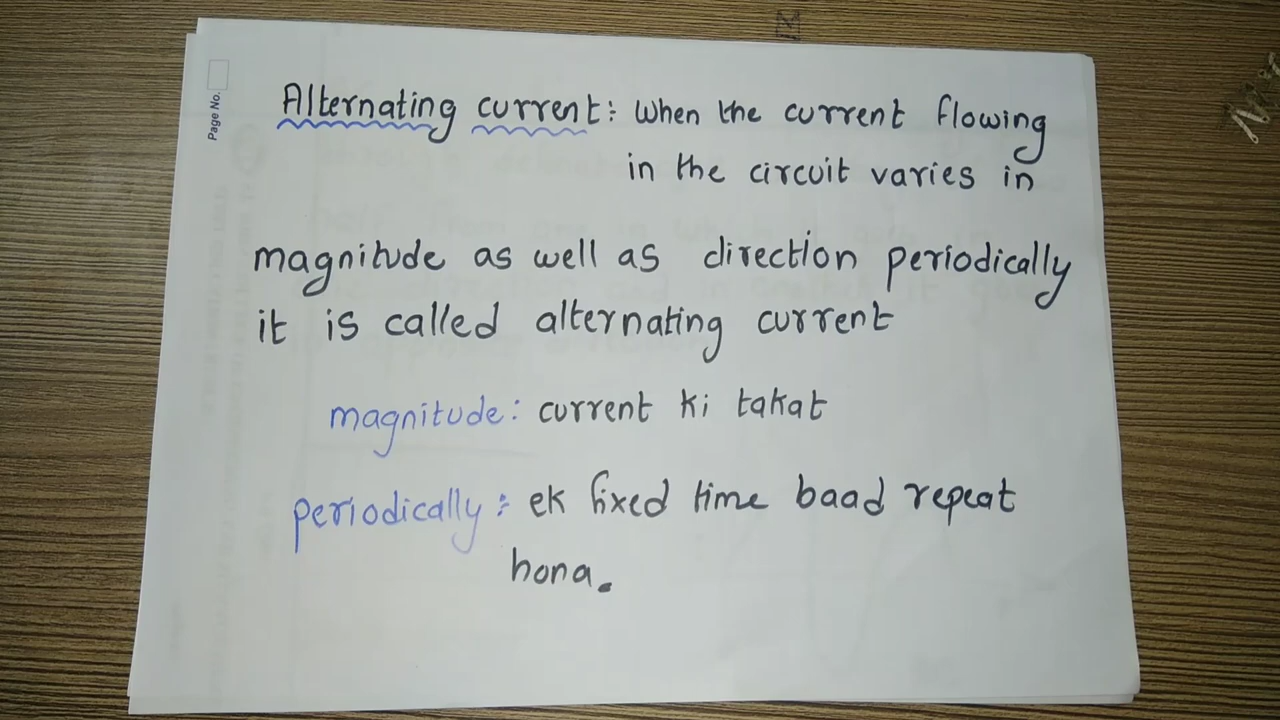 Page No.
Alternating current: when the current flowing
in the circuit varies in
magnitude as well as direction periodically
it is called alternating current
magnitude: current ki takat
periodically: ek fixed time baad repeat
hona.